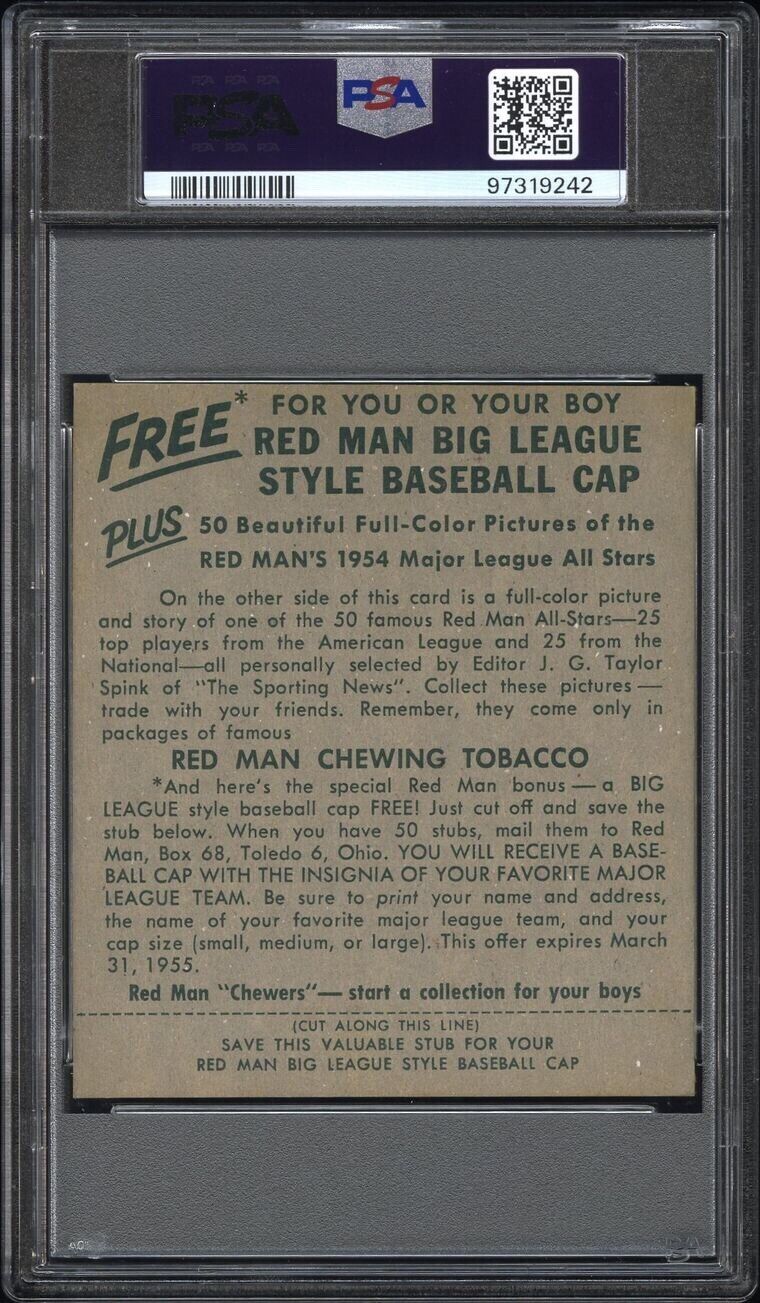 PSA PSA PSA
PSA
PSA PSA PSA
PSA
97319242
FREE* FOR YOU OR YOUR BOY
RED MAN BIG LEAGUE
STYLE BASEBALL CAP
PLUS 50 Beautiful Full-Color Pictures of the
RED MAN'S 1954 Major League All Stars
On the other side of this card is a full-color picture
and story of one of the 50 famous Red Man All-Stars—25
top players from the American League and 25 from the
National—all personally selected by Editor J. G. Taylor
Spink of "The Sporting News". Collect these pictures —
trade with your friends. Remember, they come only in
packages of famous
RED MAN CHEWING TOBACCO
*And here's the special Red Man bonus — a BIG
LEAGUE style baseball cap FREE! Just cut off and save the
stub below. When you have 50 stubs, mail them to Red
Man, Box 68, Toledo 6, Ohio. YOU WILL RECEIVE A BASE-
BALL CAP WITH THE INSIGNIA OF YOUR FAVORITE MAJOR
LEAGUE TEAM. Be sure to print your name and address,
the name of your favorite major league team, and your
cap size (small, medium, or large). This offer expires March
31, 1955.
Red Man "Chewers"— start a collection for your boys
(CUT ALONG THIS LINE)
SAVE THIS VALUABLE STUB FOR YOUR
RED MAN BIG LEAGUE STYLE BASEBALL CAP